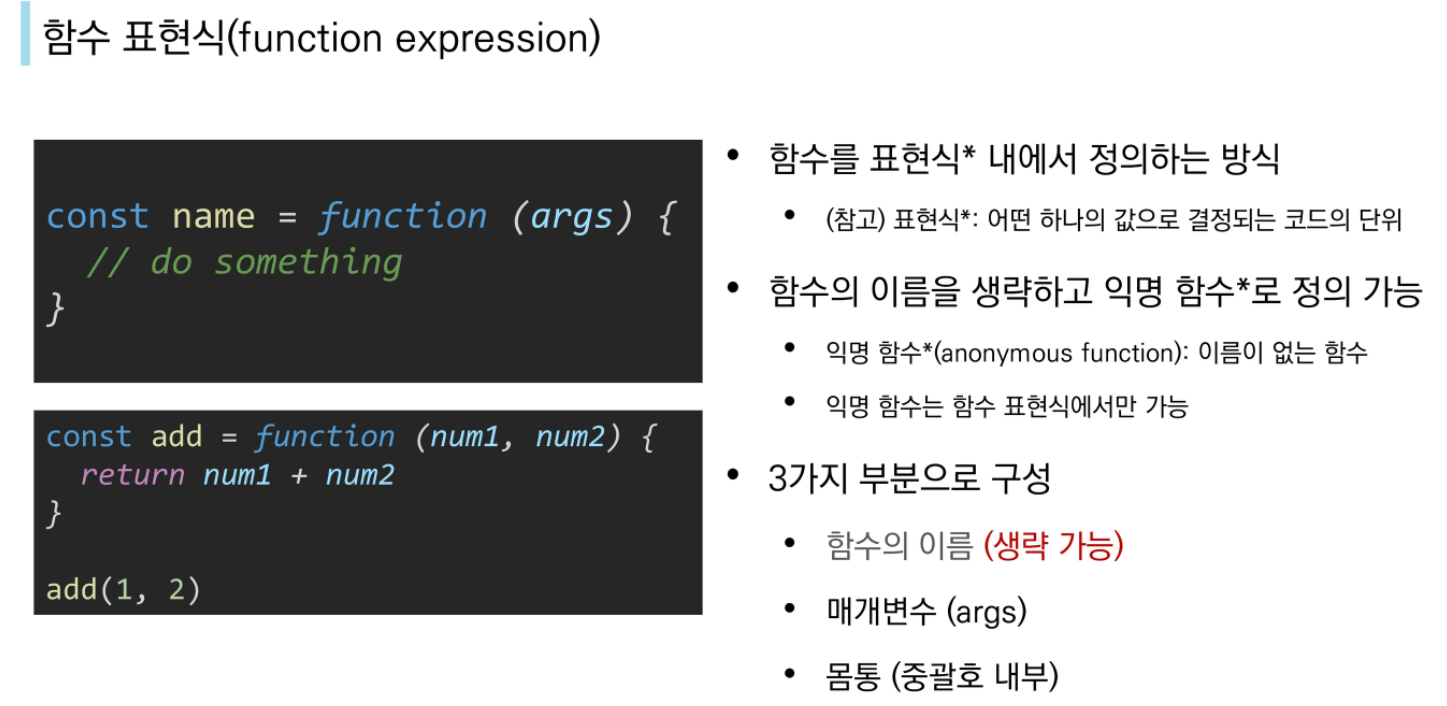 함수 표현식(function expression)
const name = function (args) {
  // do something
}
const add = function (num1, num2) {
  return num1 + num2
}
add(1, 2)
• 함수를 표현식* 내에서 정의하는 방식
• (참고) 표현식*: 어떤 하나의 값으로 결정되는 코드의 단위
• 함수의 이름을 생략하고 익명 함수*로 정의 가능
• 익명 함수*(anonymous function): 이름이 없는 함수
• 익명 함수는 함수 표현식에서만 가능
• 3가지 부분으로 구성
• 함수의 이름 (생략 가능)
• 매개변수 (args)
• 몸통 (중괄호 내부)